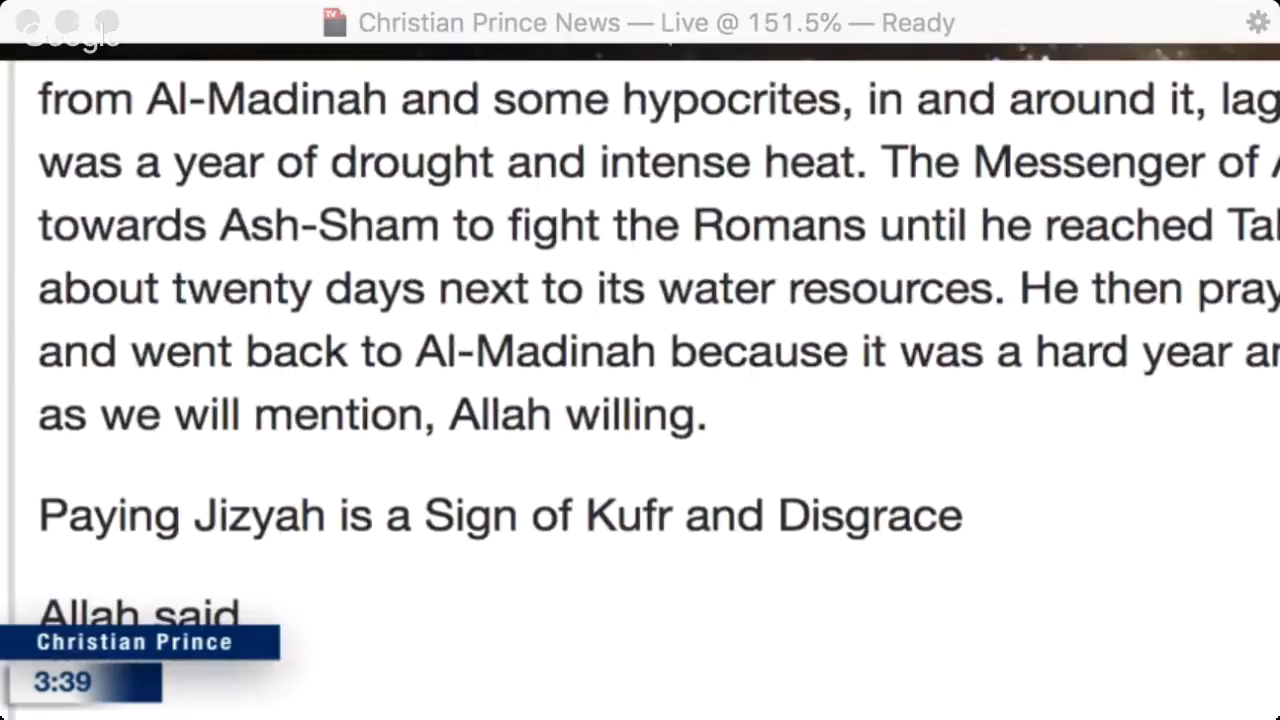 Christian Prince News — Live @ 151.5% — Ready
Google
from Al-Madinah and some hypocrites, in and around it,
was a year of drought and intense heat. The Messenger of
towards Ash-Sham to fight the Romans until he reached
about twenty days next to its water resources. He then
and went back to Al-Madinah because it was a hard year
as we will mention, Allah willing.
Paying Jizyah is a Sign of Kufr and Disgrace
Allah said
Christian Prince
3:39